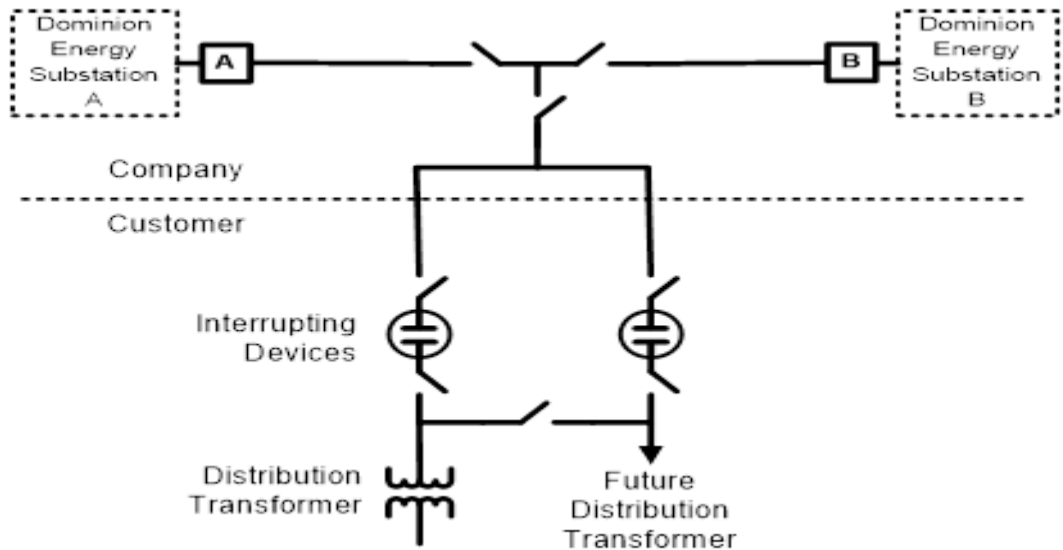 Dominion
Energy
Substation
A
A
B
Dominion
Energy
Substation
B
Company
Customer
Interrupting
Devices
Distribution
Transformer
Future
Distribution
Transformer